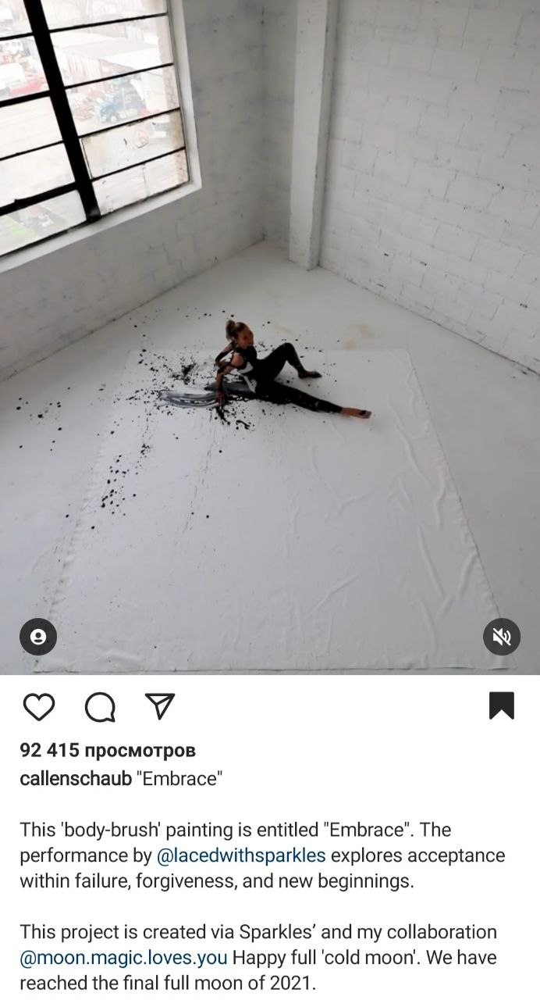 92 415 просмотров
callenschaub "Embrace"
This 'body-brush' painting is entitled "Embrace". The
performance by @lacedwithsparkles explores acceptance
within failure, forgiveness, and new beginnings.
This project is created via Sparkles’ and my collaboration
@moon.magic.loves.you Happy full 'cold moon'. We have
reached the final full moon of 2021.